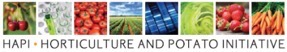 HAPI • HORTICULTURE AND POTATO INITIATIVE